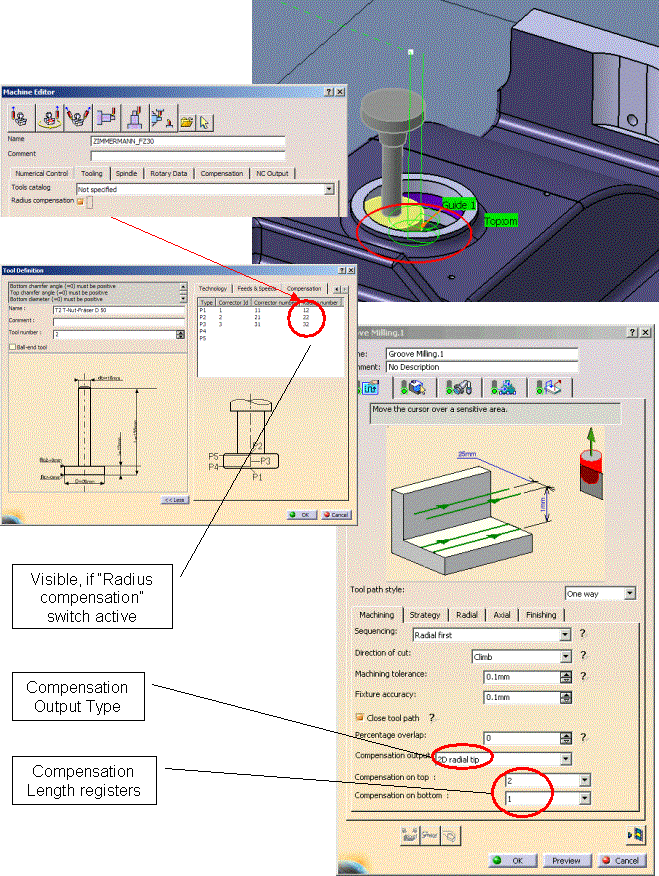 Guide 1
Top:om
Machine Editor
Name
ZIMMERMANN_FZ30
Comment
Numerical Control
Tooling
Spindle
Rotary Data
Compensation
NC Output
Tools catalog
Not specified
Radius compensation
Tool Definition
Bottom chamfer angle (=0) must be positive
Top chamfer angle (=0) must be positive
Bottom diameter (=0) must be positive
Name :
T2 T-Nut-Fräser D 50
Comment :
Tool number :
2
Ball-end tool
Technology
Feeds & Speeds
Compensation
Type Corrector Id Corrector number number
P1 1 11 12
P2 2 21 22
P3 3 31 32
P4
P5
P2
P5
P4
P3
P1
<< Less
OK
Cancel
Visible, if "Radius
compensation"
switch active
Compensation
Output Type
Compensation
Length registers
ove Milling.1
me:
Groove Milling.1
mment:
No Description
Move the cursor over a sensitive area.
25mm
1mm
Tool path style:
One way
Machining
Strategy
Radial
Axial
Finishing
Sequencing:
Radial first
?
Direction of cut:
Climb
?
Machining tolerance:
0.1mm
?
Fixture accuracy:
0.1mm
?
Close tool path ?
Percentage overlap:
0
?
Compensation output
2D radial tip
Compensation on top :
2
Compensation on bottom :
1
OK
Preview
Cancel